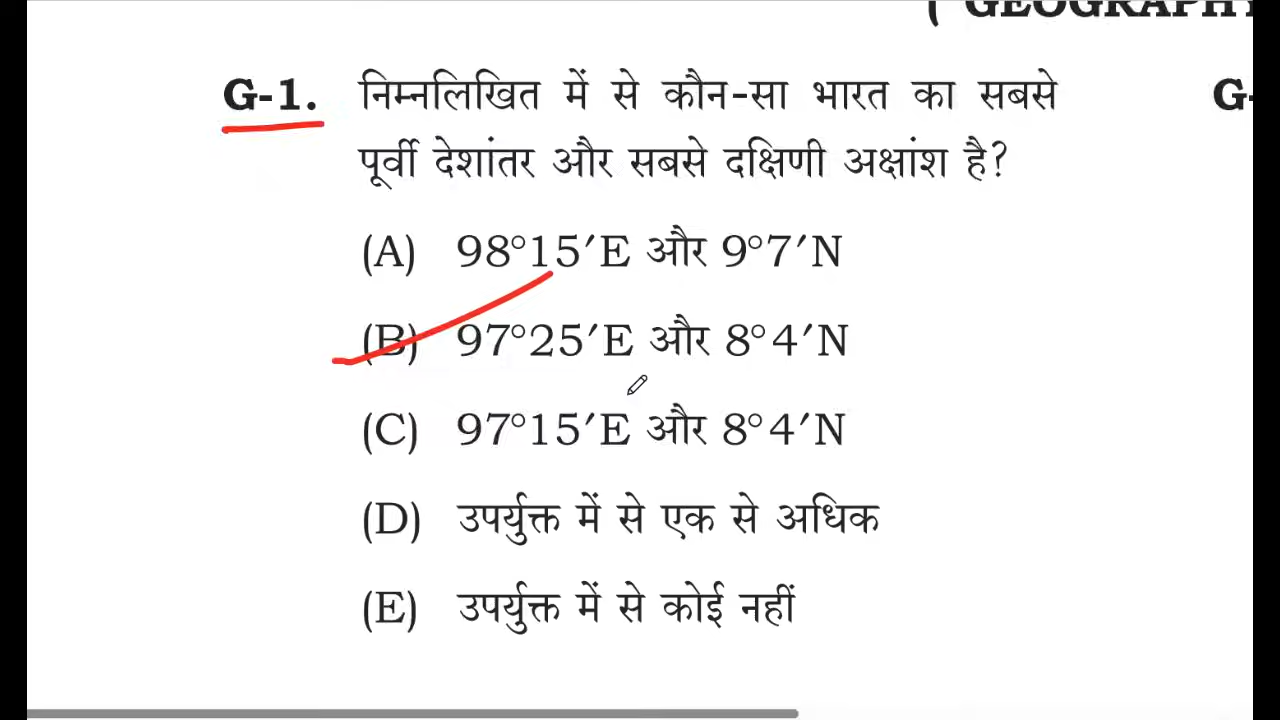 ( GEOGRAPHY
G-1. निम्नलिखित में से कौन-सा भारत का सबसे
पूर्वी देशांतर और सबसे दक्षिणी अक्षांश है?
(A) 98°15′E और 9°7′N
(B) 97°25′E और 8°4′N
(C) 97°15′E और 8°4′N
(D) उपर्युक्त में से एक से अधिक
(E) उपर्युक्त में से कोई नहीं
G-